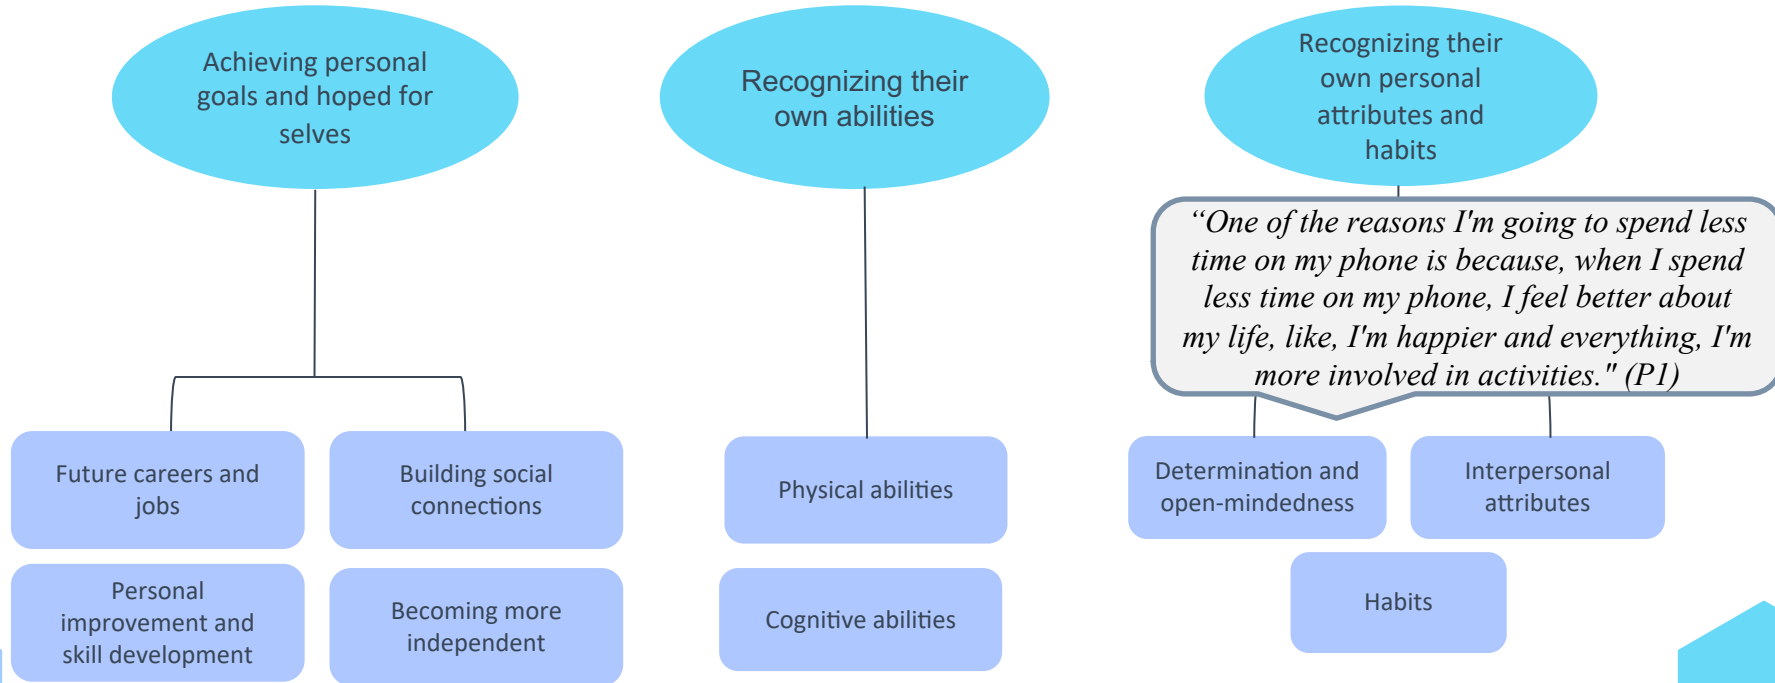 Achieving personal
goals and hoped for
selves
Recognizing their
own abilities
Recognizing their
own personal
attributes and
habits
“One of the reasons I'm going to spend less
time on my phone is because, when I spend
less time on my phone, I feel better about
my life, like, I'm happier and everything, I'm
more involved in activities." (P1)
Future careers and
jobs
Building social
connections
Personal
improvement and
skill development
Becoming more
independent
Physical abilities
Cognitive abilities
Determination and
open-mindedness
Interpersonal
attributes
Habits